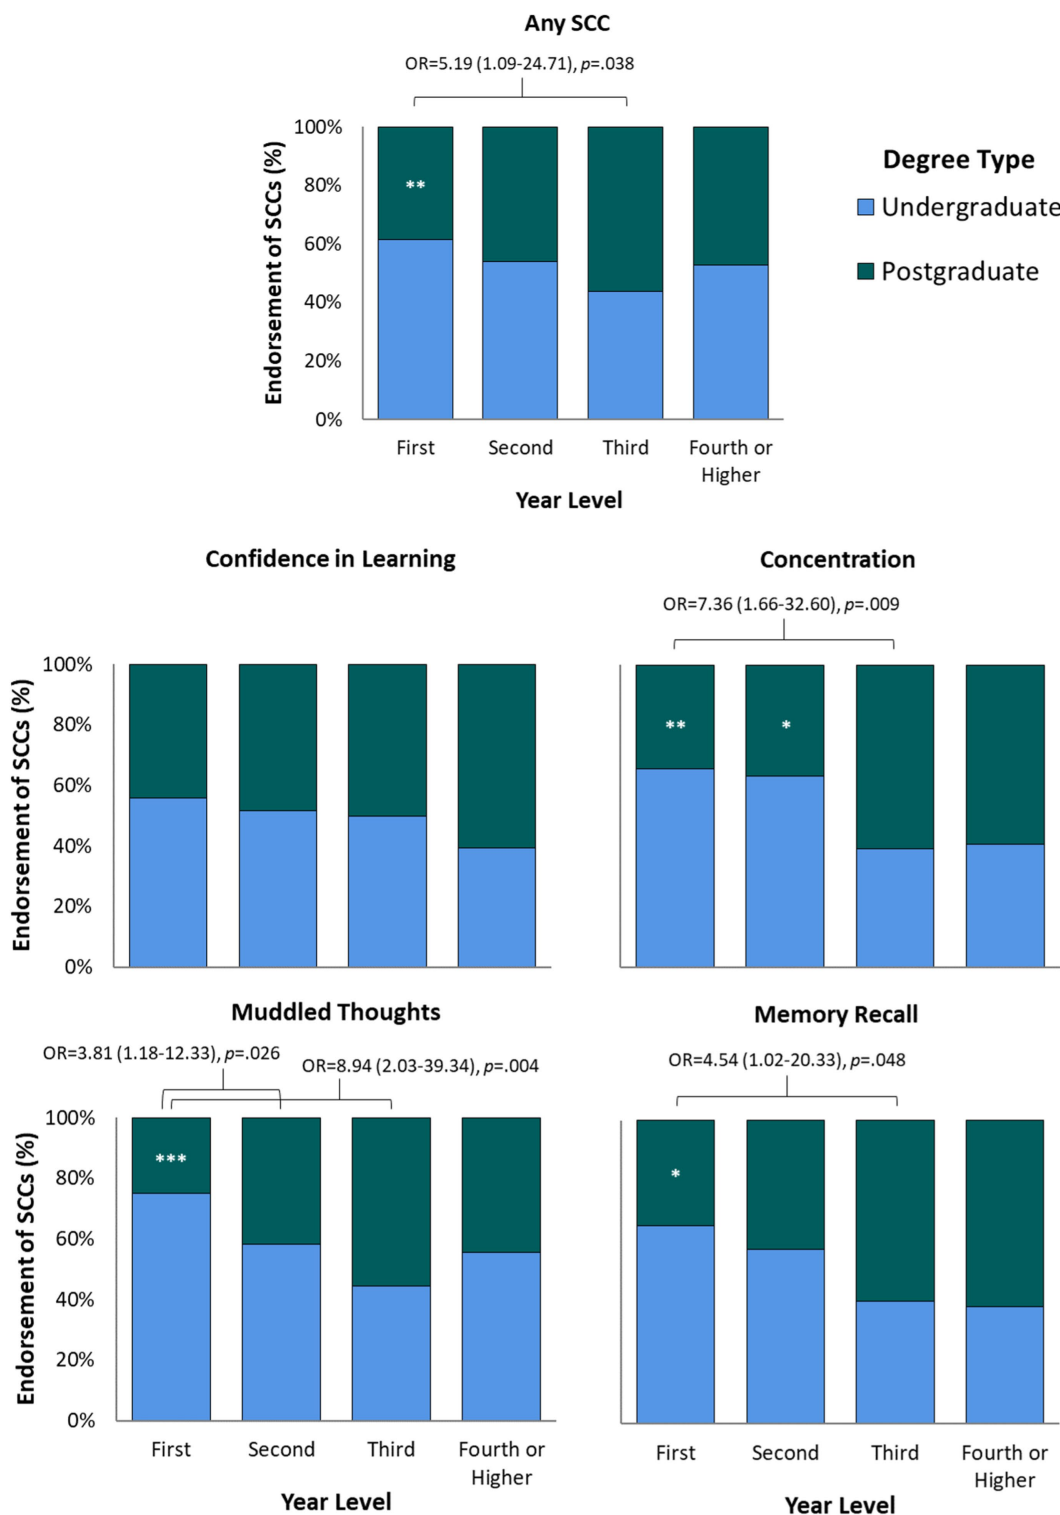 Any SCC
OR=5.19 (1.09-24.71), p=.038
Endorsement of SCCs (%)
100%
80%
60%
40%
20%
0%
**
First
Second
Third
Fourth or
Higher
Year Level
Degree Type
Undergraduate
Postgraduate
Confidence in Learning
Endorsement of SCCs (%)
100%
80%
60%
40%
20%
0%
Concentration
OR=7.36 (1.66-32.60), p=.009
**
*
Muddled Thoughts
OR=3.81 (1.18-12.33), p=.026
OR=8.94 (2.03-39.34), p=.004
Endorsement of SCCs (%)
100%
80%
60%
40%
20%
0%
***
First
Second
Third
Fourth or
Higher
Year Level
Memory Recall
OR=4.54 (1.02-20.33), p=.048
*
First
Second
Third
Fourth or
Higher
Year Level